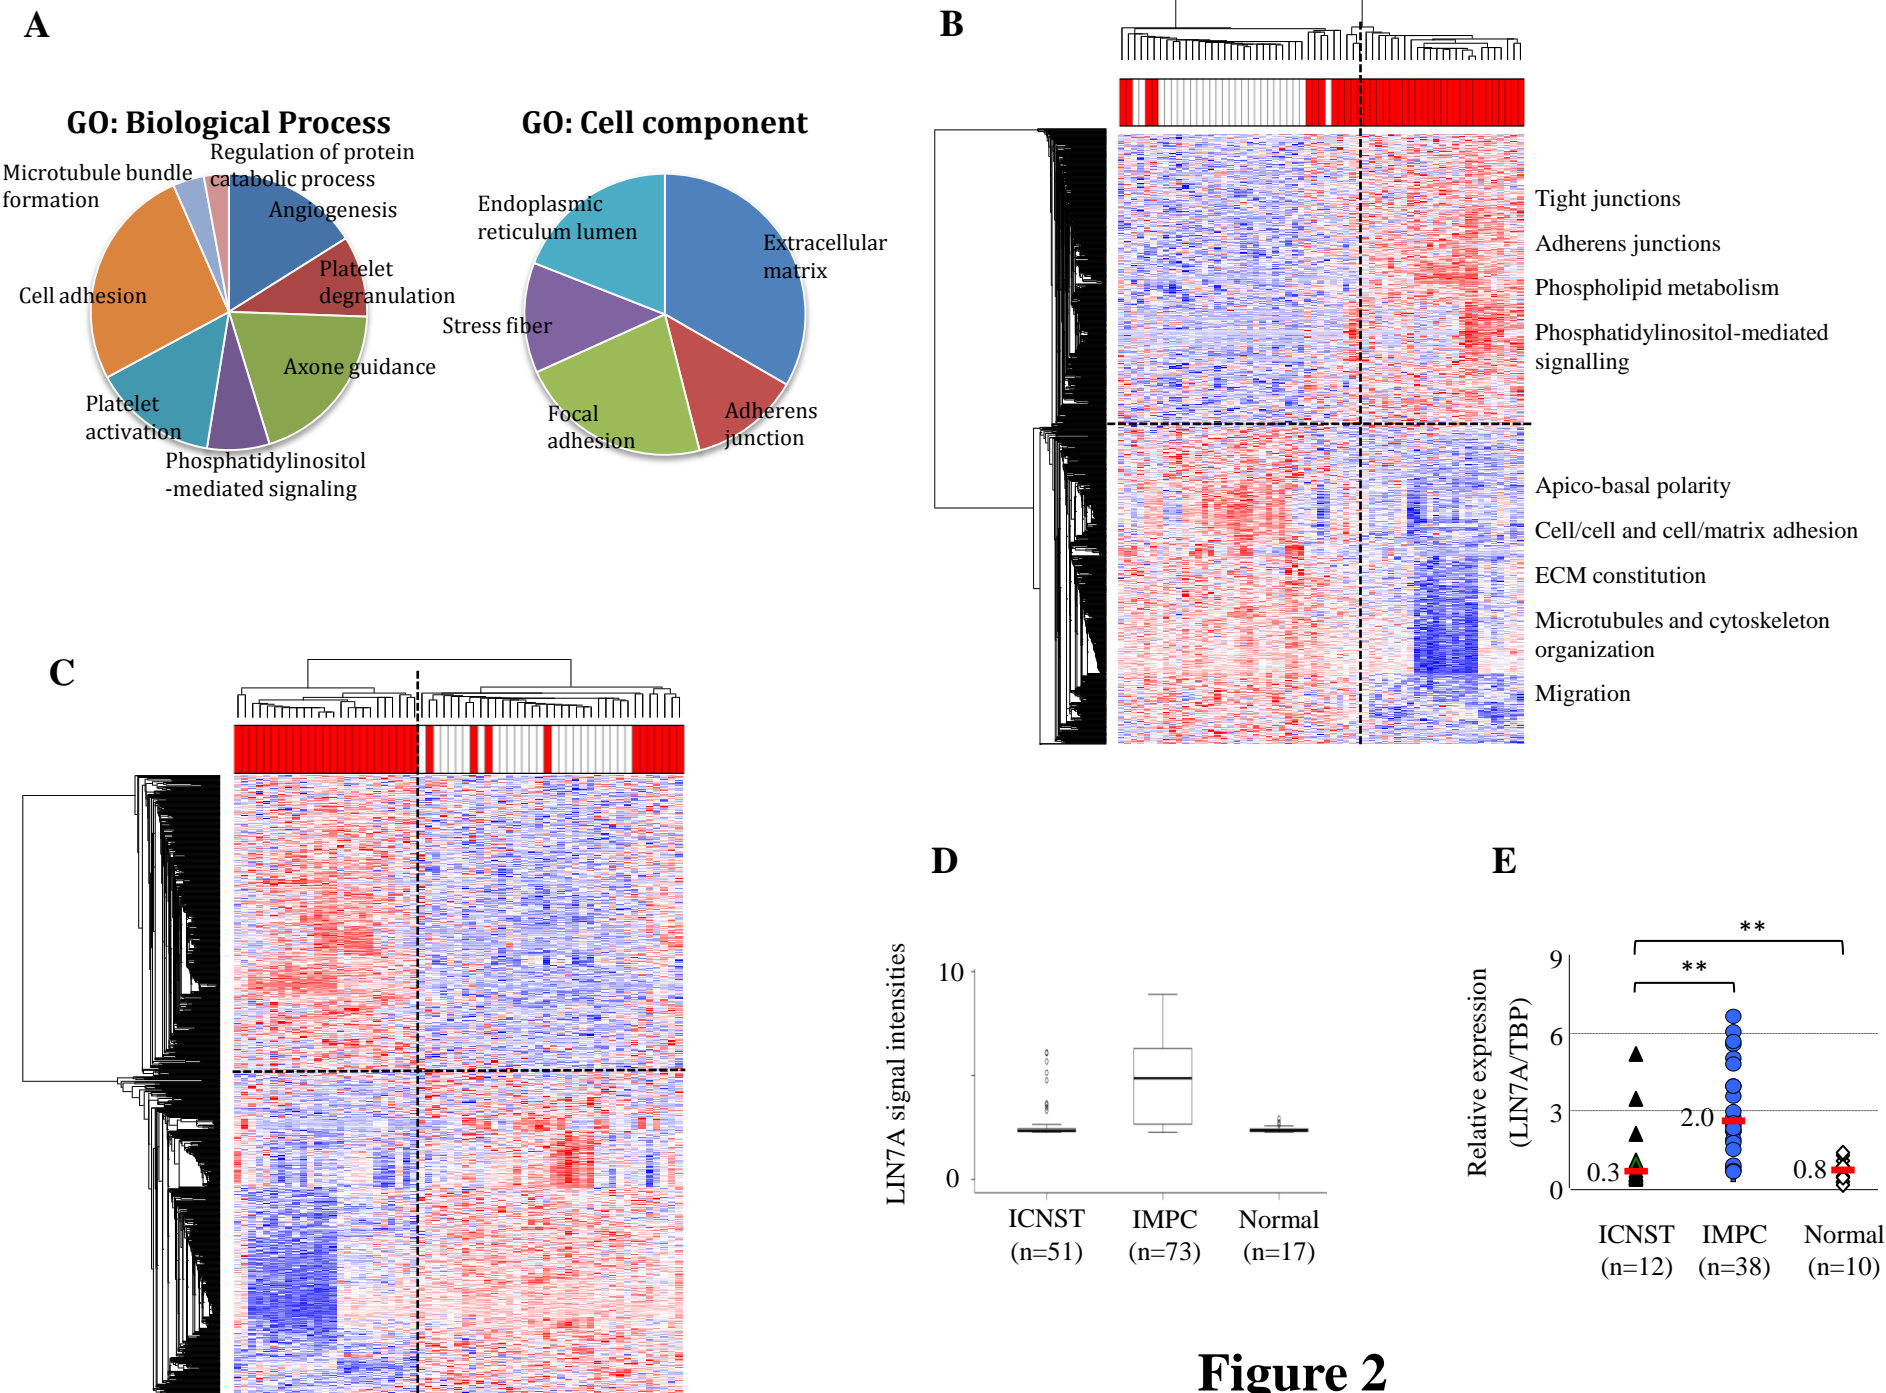 A
GO: Biological Process
GO: Cell component
Microtubule bundle
formation
Regulation of protein
catabolic process
Angiogenesis
Platelet
degranulation
Cell adhesion
Axone guidance
Platelet
activation
Phosphatidylinositol
-mediated signaling
Endoplasmic
reticulum lumen
Extracellular
matrix
Stress fiber
Focal
adhesion
Adherens
junction
B
Tight junctions
Adherens junctions
Phospholipid metabolism
Phosphatidylinositol-mediated
signalling
Apico-basal polarity
Cell/cell and cell/matrix adhesion
ECM constitution
Microtubules and cytoskeleton
organization
Migration
C
D
LIN7A signal intensities
10
0
ICNST
(n=51)
IMPC
(n=73)
Normal
(n=17)
E
Relative expression
(LIN7A/TBP)
**
**
9
6
3
0
0.3
2.0
0.8
ICNST
(n=12)
IMPC
(n=38)
Normal
(n=10)
Figure 2